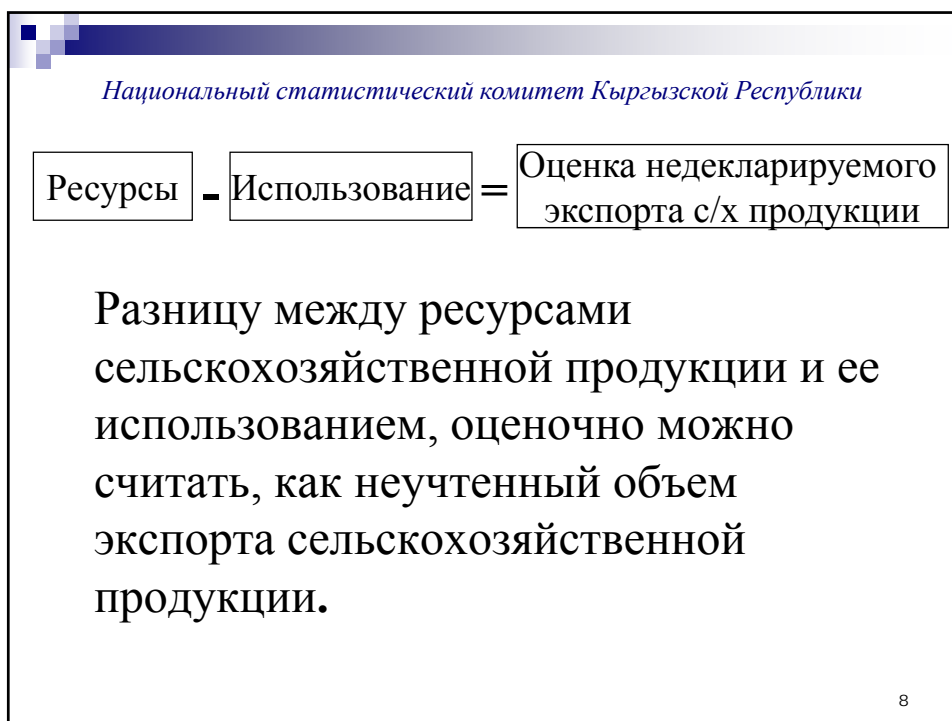 Национальный статистический комитет Кыргызской Республики
Ресурсы - Использование = Оценка недекларируемого
экспорта с/х продукции
Разницу между ресурсами
сельскохозяйственной продукции и ее
использованием, оценочно можно
считать, как неучтенный объем
экспорта сельскохозяйственной
продукции.
8